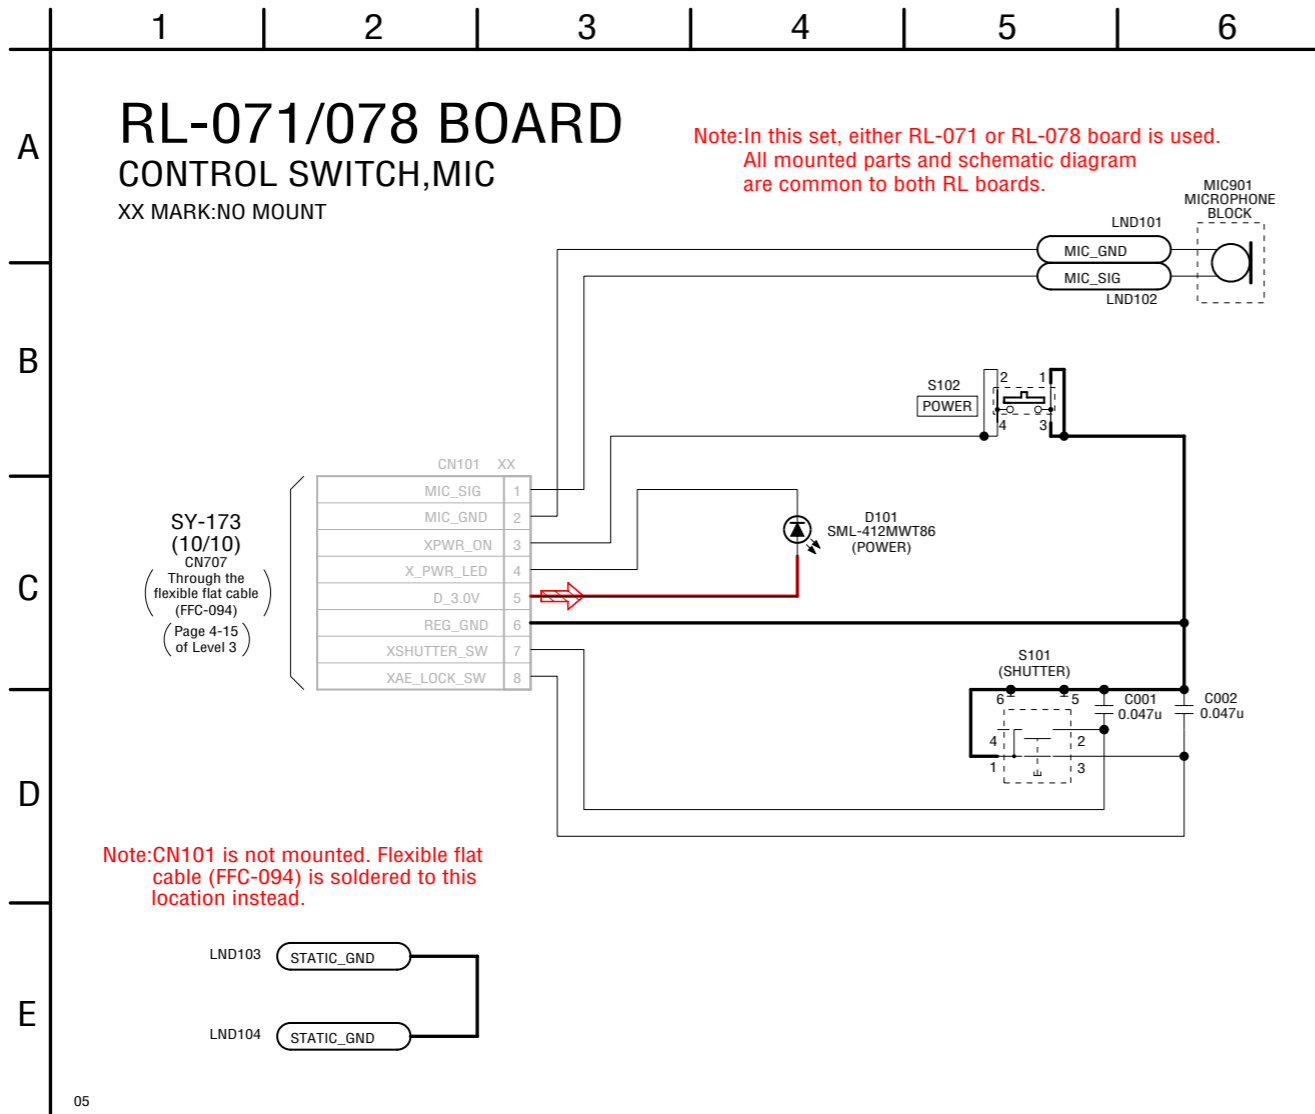 1 2 3 4 5 6
A
RL-071/078 BOARD
CONTROL SWITCH,MIC
XX MARK:NO MOUNT
Note:In this set, either RL-071 or RL-078 board is used.
All mounted parts and schematic diagram
are common to both RL boards.
MIC901
MICROPHONE
BLOCK
LND101
MIC_GND
MIC_SIG
LND102
B
S102
POWER
2 1
4 3
CN101 XX
MIC_SIG 1
MIC_GND 2
XPWR_ON 3
X_PWR_LED 4
D_3.0V 5
REG_GND 6
XSHUTTER_SW 7
XAE_LOCK_SW 8
C
SY-173
(10/10)
CN707
Through the
flexible flat cable
(FFC-094)
Page 4-15
of Level 3
D101
SML-412MWT86
(POWER)
S101
(SHUTTER)
6 5
4 2
1 3
C001
0.047u
C002
0.047u
D
Note:CN101 is not mounted. Flexible flat
cable (FFC-094) is soldered to this
location instead.
E
LND103 STATIC_GND
LND104 STATIC_GND
05